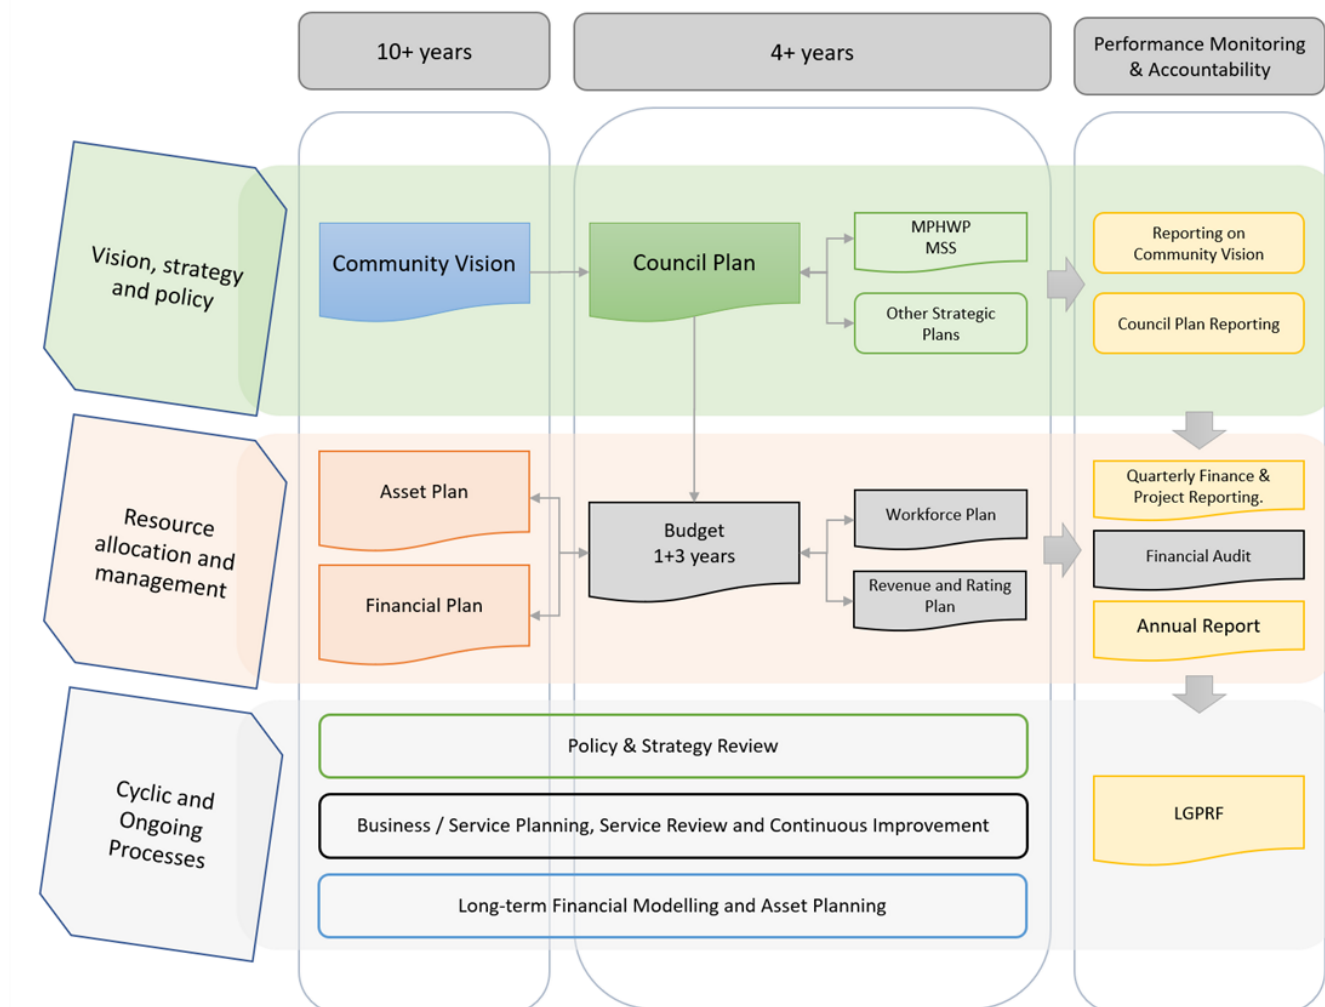 10+ years
4+ years
Performance Monitoring
& Accountability
Vision, strategy
and policy
Community Vision
Council Plan
MPHWP
MSS
Other Strategic
Plans
Reporting on
Community Vision
Council Plan Reporting
Resource
allocation and
management
Asset Plan
Financial Plan
Budget
1+3 years
Workforce Plan
Revenue and Rating
Plan
Quarterly Finance &
Project Reporting.
Financial Audit
Annual Report
Cyclic and
Ongoing
Processes
Policy & Strategy Review
Business / Service Planning, Service Review and Continuous Improvement
Long-term Financial Modelling and Asset Planning
LGPRF